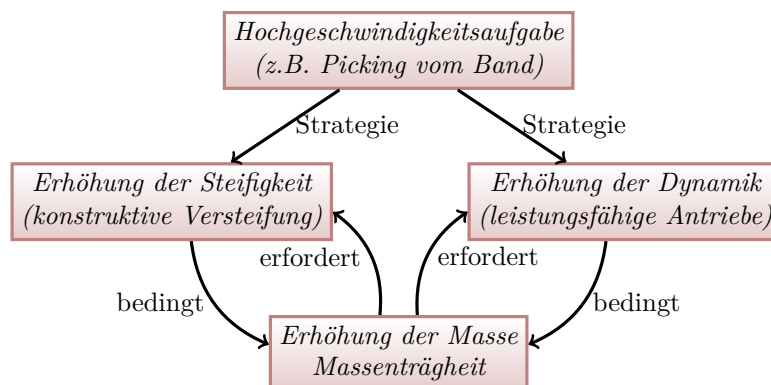 Hochgeschwindigkeitsaufgabe
(z.B. Picking vom Band)
Strategie
Strategie
Erhöhung der Steifigkeit
(konstruktive Versteifung)
Erhöhung der Dynamik
(leistungsfähige Antriebe)
erfordert
erfordert
bedingt
bedingt
Erhöhung der Masse
Massenträgheit